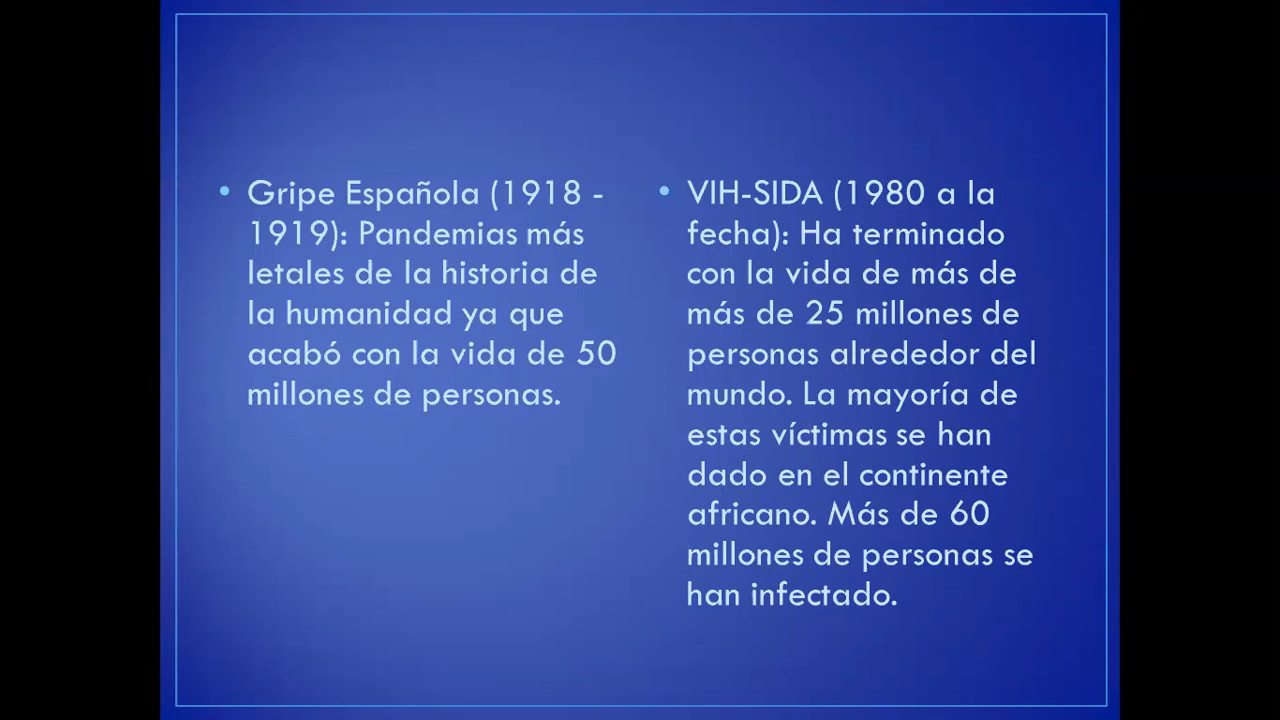 • Gripe Española (1918 -
1919): Pandemias más
letales de la historia de
la humanidad ya que
acabó con la vida de 50
millones de personas.
• VIH-SIDA (1980 a la
fecha): Ha terminado
con la vida de más de
más de 25 millones de
personas alrededor del
mundo. La mayoría de
estas víctimas se han
dado en el continente
africano. Más de 60
millones de personas se
han infectado.